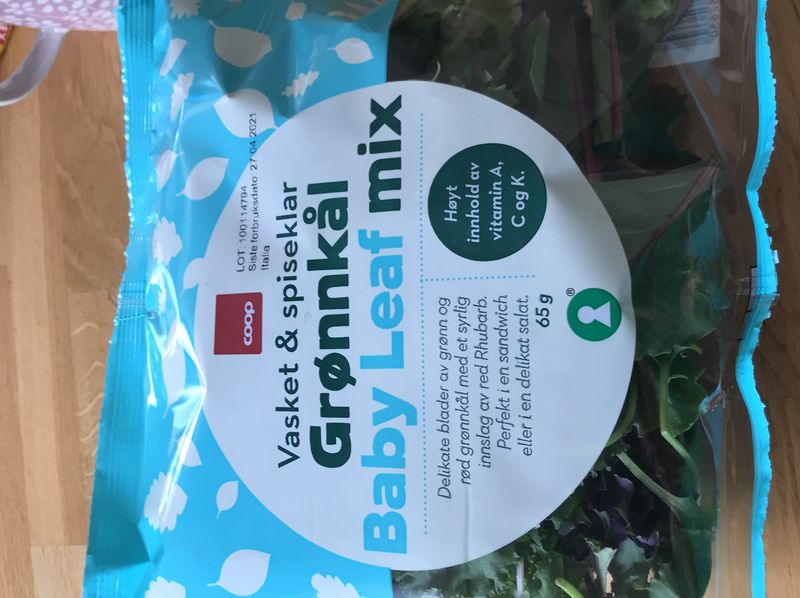 LOT: 100114794
Siste forbruksdato: 27.04.2021
Italia
coop
Vasket & spiseklar
Grønnkål
Baby Leaf mix
Delikate blader av grønn og
rød grønnkål med et syrlig
innslag av red Rhubarb.
Perfekt i en sandwich
eller i en delikat salat.
65 g
Høyt
innhold av
vitamin A,
C og K.
®